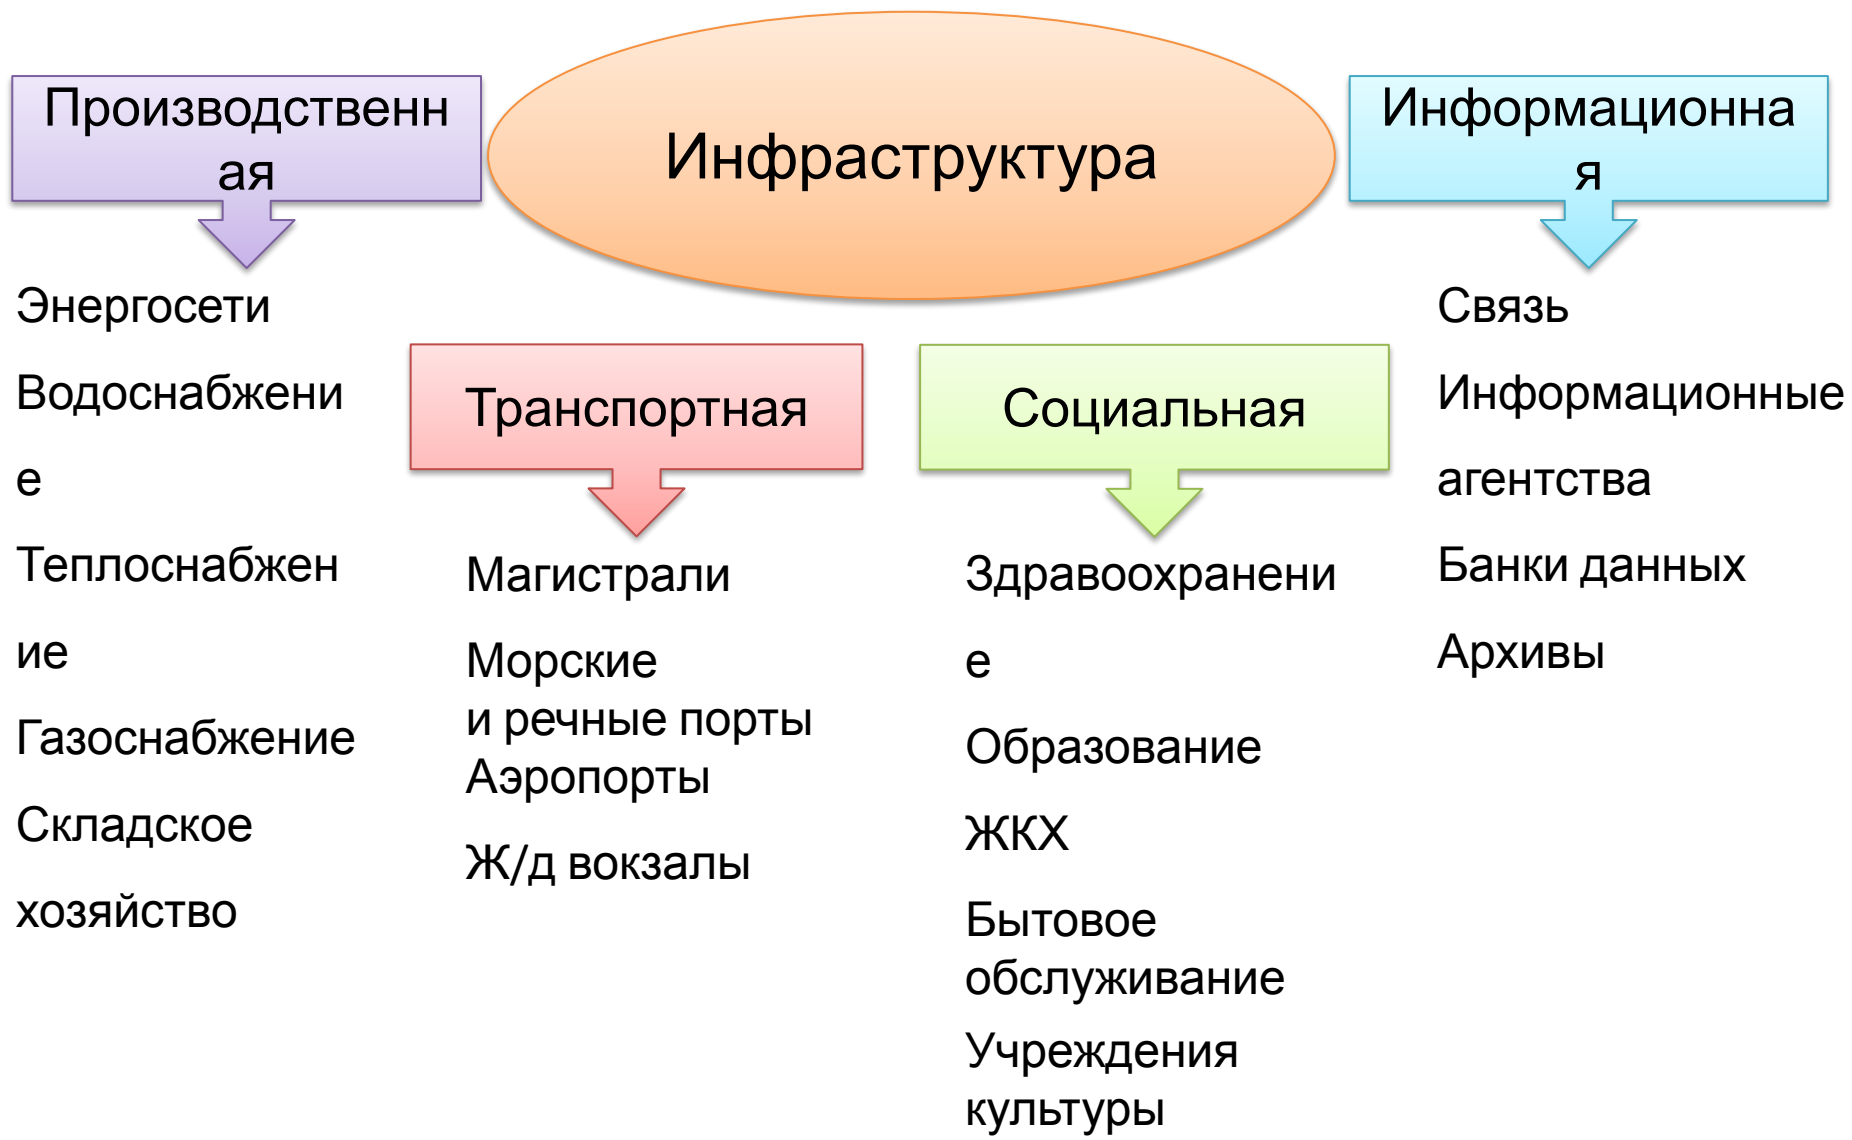 Инфраструктура
Производственн
ая
Энергосети
Водоснабжени
е
Теплоснабжен
ие
Газоснабжение
Складское
хозяйство
Транспортная
Магистрали
Морские
и речные порты
Аэропорты
Ж/д вокзалы
Социальная
Здравоохранени
е
Образование
ЖКХ
Бытовое
обслуживание
Учреждения
культуры
Информационна
я
Связь
Информационные
агентства
Банки данных
Архивы